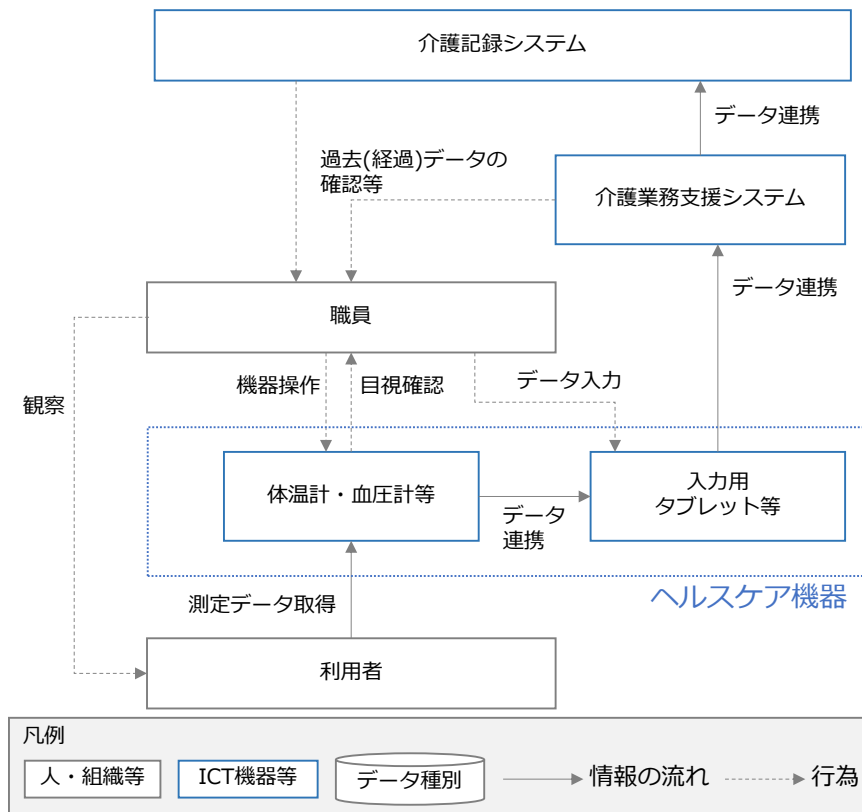 介護記録システム
データ連携
過去(経過)データの
確認等
介護業務支援システム
データ連携
職員
機器操作
目視確認
データ入力
観察
体温計・血圧計等
データ
連携
入力用
タブレット等
ヘルスケア機器
測定データ取得
利用者
凡例
人・組織等
ICT機器等
データ種別
情報の流れ
行為